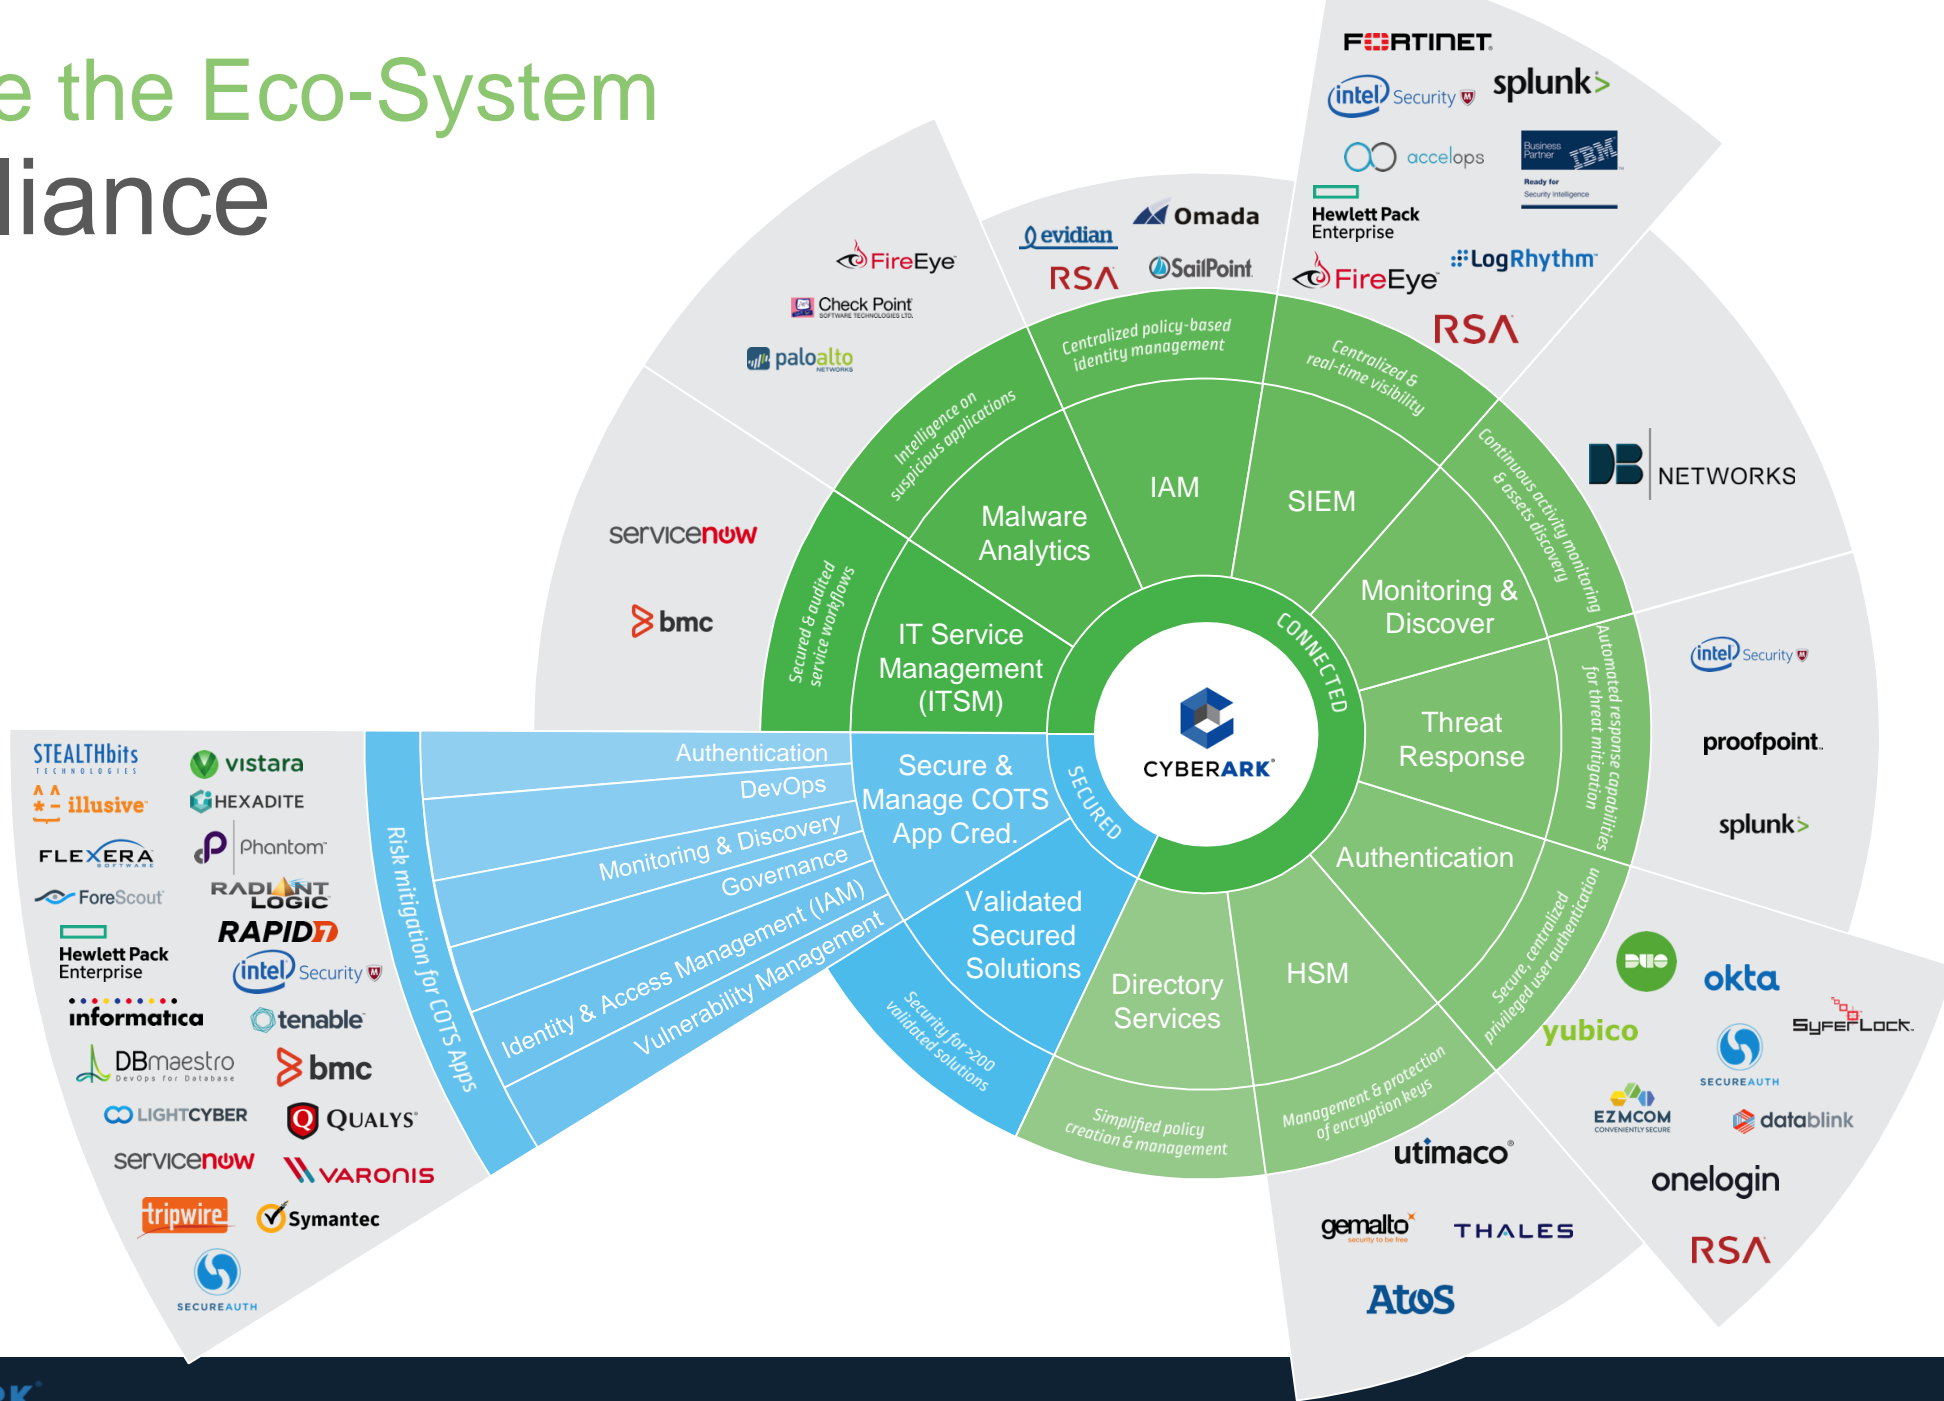 e the Eco-System
liance
FORTINET
intel Security
splunk>
accelops
Business
Partner
IBM
Ready for
Security Intelligence
Hewlett Pack
Enterprise
FireEye
LogRhythm
RSA
evidian
Omada
RSA
SailPoint
FireEye
Check Point
SOFTWARE TECHNOLOGIES LTD.
paloalto
NETWORKS
servicenow
bmc
DB
NETWORKS
intel Security
proofpoint
splunk>
DUO
okta
SyferLock
yubico
SECUREAUTH
EZMCOM
CONVENIENTLY SECURE
datablink
onelogin
RSA
utimaco
gemalto
security to be free
THALES
Atos
Centralized policy-based
identity management
Centralized &
real-time visibility
Continuous activity monitoring
& assets discovery
Automated response capabilities
for threat mitigation
Secure, centralized
privileged user authentication
Management & protection
of encryption keys
Simplified policy
creation & management
Security for >200
validated solutions
Secured & audited
service workflows
Intelligence on
suspicious applications
IAM
SIEM
Monitoring &
Discover
Threat
Response
Authentication
HSM
Directory
Services
Validated
Secured
Solutions
Secure &
Manage COTS
App Cred.
IT Service
Management
(ITSM)
Malware
Analytics
CONNECTED
SECURED
CYBERARK
Authentication
DevOps
Monitoring & Discovery
Governance
Identity & Access Management (IAM)
Vulnerability Management
Risk mitigation for COTS Apps
STEALTHbits
TECHNOLOGIES
vistara
illusive
HEXADITE
FLEXERA
SOFTWARE
Phantom
ForeScout
RADIANT
LOGIC
Hewlett Pack
Enterprise
RAPID7
intel Security
informatica
tenable
DBmaestro
DevOps for Database
bmc
LIGHTCYBER
QUALYS
servicenow
VARONIS
tripwire
Symantec
SECUREAUTH
RK